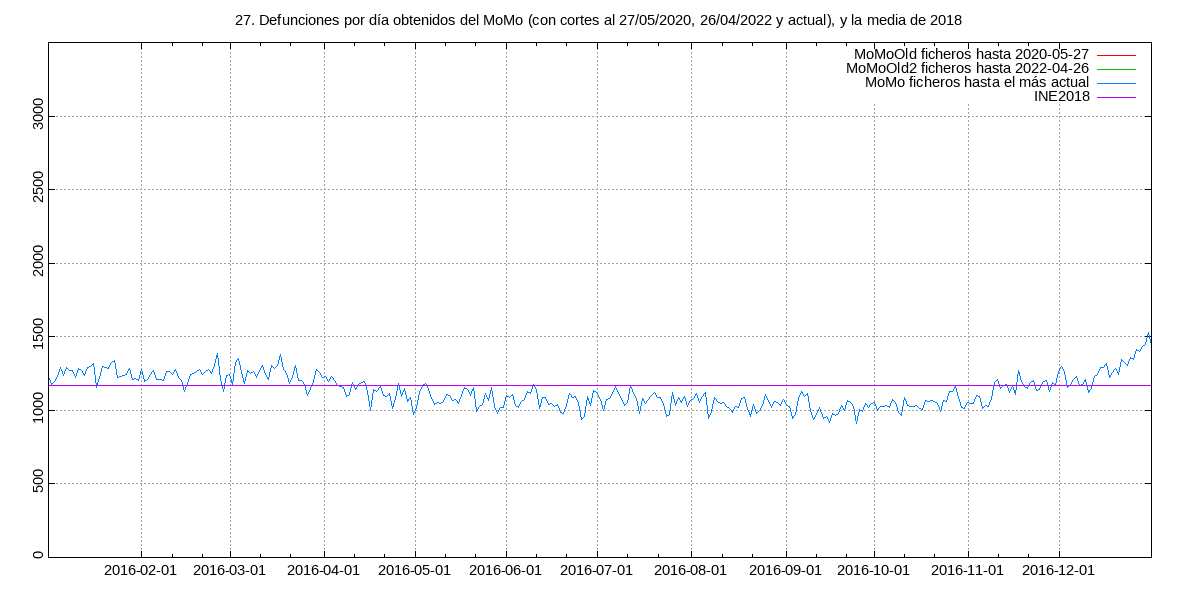 27. Defunciones por día obtenidos del MoMo (con cortes al 27/05/2020, 26/04/2022 y actual), y la media de 2018
MoMoOld ficheros hasta 2020-05-27
MoMoOld2 ficheros hasta 2022-04-26
MoMo ficheros hasta el más actual
INE2018
3000
2500
2000
1500
1000
500
0
2016-02-01 2016-03-01 2016-04-01 2016-05-01 2016-06-01 2016-07-01 2016-08-01 2016-09-01 2016-10-01 2016-11-01 2016-12-01